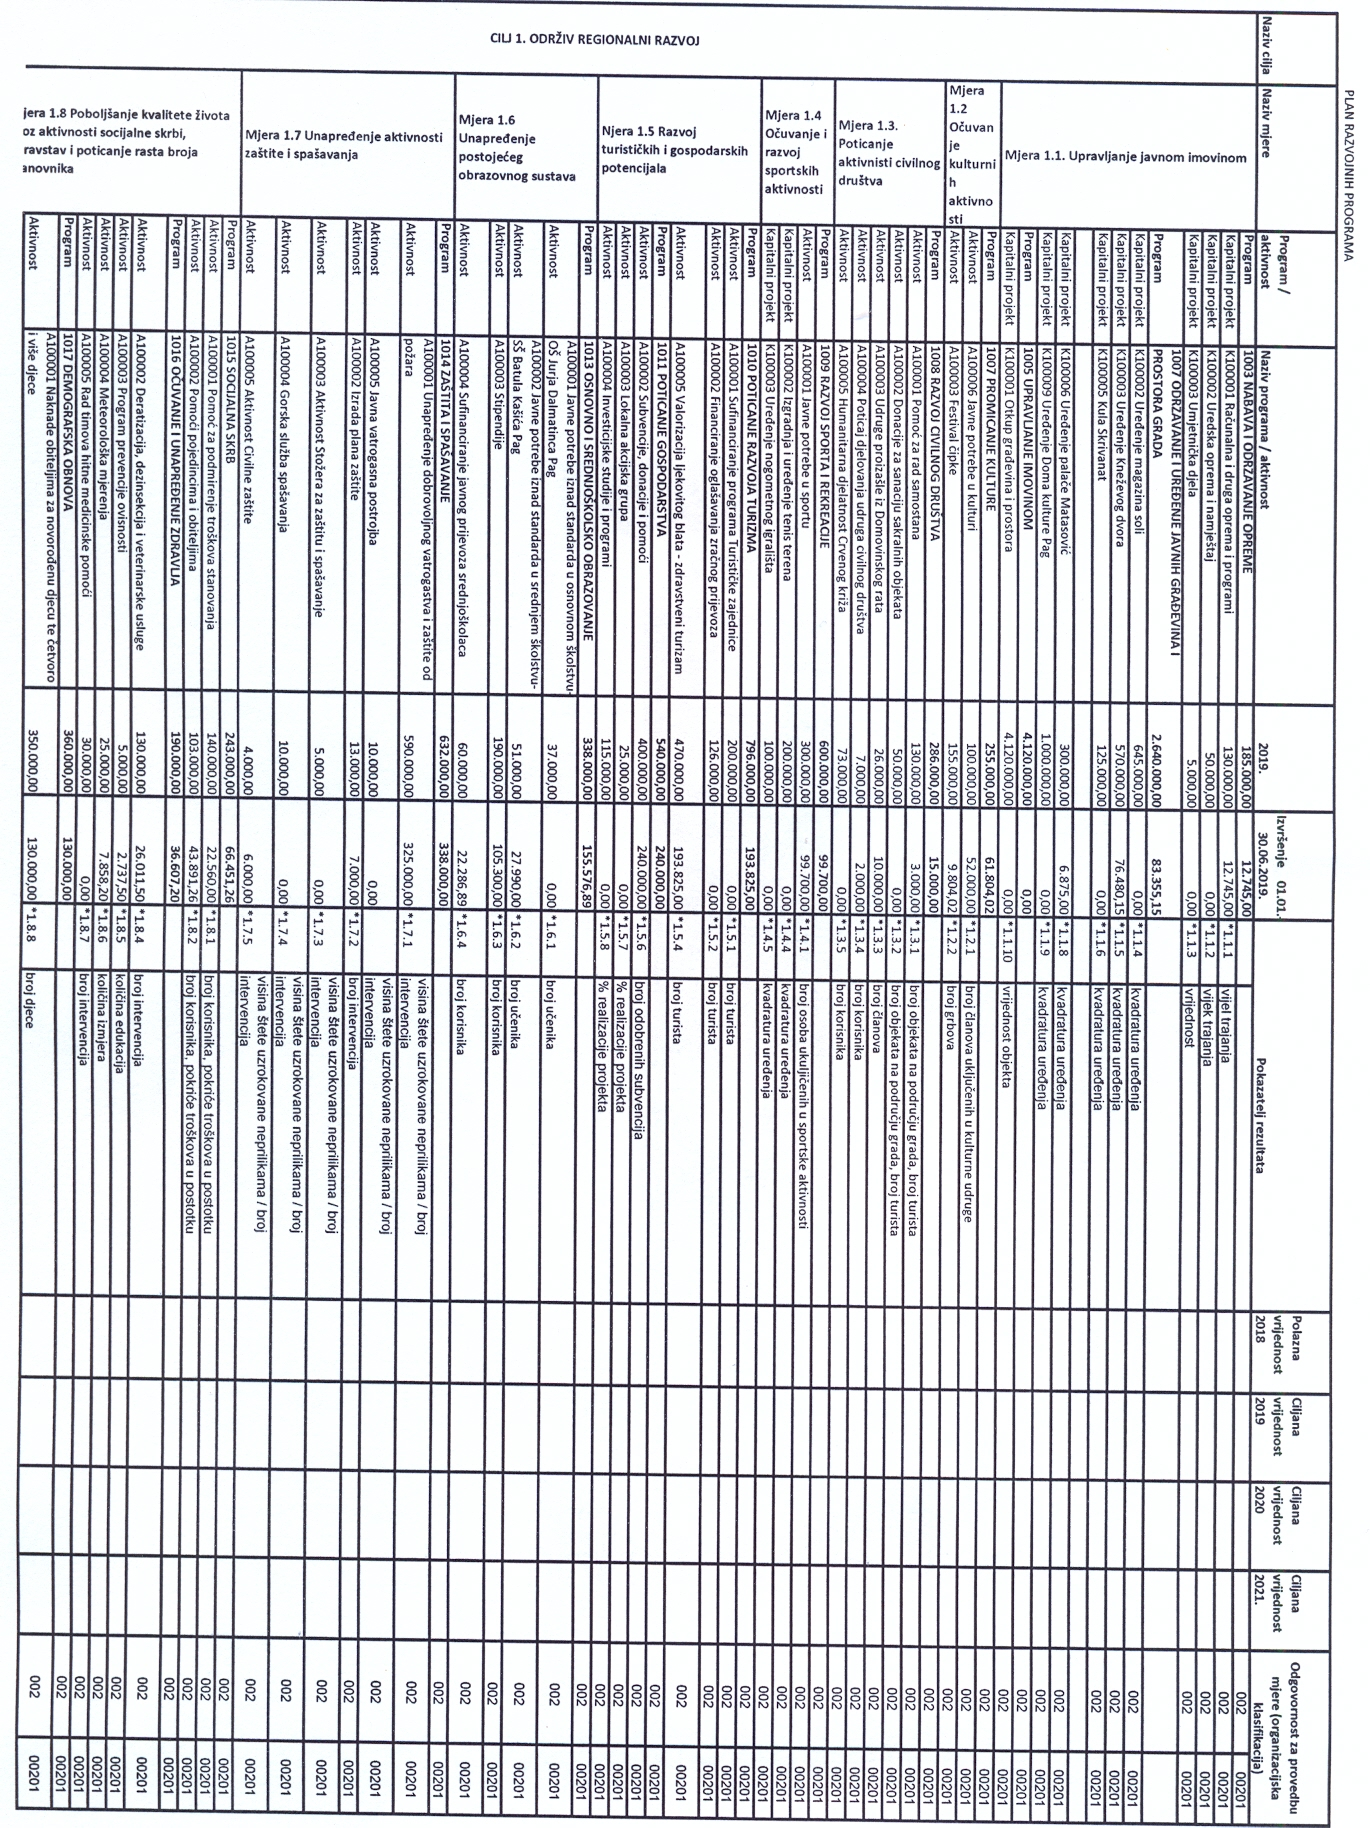 PLAN RAZVOJNIH PROGRAMA
Naziv cilja | Naziv mjere | Program / aktivnost | Naziv programa / aktivnost | 2019. | Izvršenje 01.01.-30.06.2019. | Pokazatelj rezultata | Polazna vrijednost 2018 | Ciljana vrijednost 2019 | Ciljana vrijednost 2020 | Ciljana vrijednost 2021. | Odgovornost za provedbu mjere (organizacijska klasifikacija)
CILJ 1. ODRŽIV REGIONALNI RAZVOJ
Mjera 1.1. Upravljanje javnom imovinom
Program 1003 NABAVA I ODRŽAVANJE OPREME 185.000,00 12.745,00 002 00201
Kapitalni projekt K100001 Računalna i druga oprema i programi 130.000,00 12.745,00 *1.1.1 vijel trajanja 002 00201
Kapitalni projekt K100002 Uredska oprema i namještaj 50.000,00 0,00 *1.1.2 vijek trajanja 002 00201
Kapitalni projekt K100003 Umjetnička djela 5.000,00 0,00 *1.1.3 vrijednost 002 00201
1007 ODRŽAVANJE I UREĐENJE JAVNIH GRAĐEVINA I
Program PROSTORA GRADA 2.640.000,00 83.355,15
Kapitalni projekt K100002 Uređenje magazina soli 645.000,00 0,00 *1.1.4 kvadratura uređenja 002 00201
Kapitalni projekt K100003 Uređenje Kneževog dvora 570.000,00 76.480,15 *1.1.5 kvadratura uređenja 002 00201
Kapitalni projekt K100005 Kula Skrivanat 125.000,00 0,00 *1.1.6 kvadratura uređenja 002 00201
Kapitalni projekt K100006 Uređenje palače Matasović 300.000,00 6.875,00 *1.1.8 kvadratura uređenja 002 00201
Kapitalni projekt K100009 Uređenje Doma kulture Pag 1.000.000,00 0,00 *1.1.9 kvadratura uređenja 002 00201
Program 1005 UPRAVLJANJE IMOVINOM 4.120.000,00 0,00 002 00201
Kapitalni projekt K100001 Otkup građevina i prostora 4.120.000,00 0,00 *1.1.10 vrijednost objekta 002 00201
Mjera 1.2 Očuvan je kulturni h aktivno sti
Program 1007 PROMICANJE KULTURE 255.000,00 61.804,02 002 00201
Aktivnost A100006 Javne potrebe u kulturi 100.000,00 52.000,00 *1.2.1 broj članova uključenih u kulturne udruge 002 00201
Aktivnost A100003 Festival čipke 155.000,00 9.804,02 *1.2.2 broj grbova 002 00201
Mjera 1.3. Poticanje aktivnisti civilnog društva
Program 1008 RAZVOJ CIVILNOG DRUŠTVA 286.000,00 15.000,00 002 00201
Aktivnost A100001 Pomoć za rad samostana 130.000,00 3.000,00 *1.3.1 broj objekata na području grada, broj turista 002 00201
Aktivnost A100002 Donacije za sanaciju sakralnih objekata 50.000,00 0,00 *1.3.2 broj objekata na području grada, broj turista 002 00201
Aktivnost A100003 Udruge proizašle iz Domovinskog rata 26.000,00 10.000,00 *1.3.3 broj članova 002 00201
Aktivnost A100004 Poticaj djelovanja udruga civilnog društva 7.000,00 2.000,00 *1.3.4 broj korisnika 002 00201
Aktivnost A100005 Humanitarna djelatnost Crvenog križa 73.000,00 0,00 *1.3.5 broj korisnika 002 00201
Mjera 1.4 Očuvanje i razvoj sportskih aktivnosti
Program 1009 RAZVOJ SPORTA I REKREACIJE 600.000,00 99.700,00 002 00201
Aktivnost A100001 Javne potrebe u sportu 300.000,00 99.700,00 *1.4.1 broj osoba ukuljičenih u sportske aktivnosti 002 00201
Kapitalni projekt K100002 Izgradnja i uređenje tenis terena 200.000,00 0,00 *1.4.4 kvadratura uređenja 002 00201
Kapitalni projekt K100003 Uređenje nogometnog igrališta 100.000,00 0,00 *1.4.5 kvadratura uređenja 002 00201
Njera 1.5 Razvoj turističkih i gospodarskih potencijala
Program 1010 POTICANJE RAZVOJA TURIZMA 796.000,00 193.825,00 002 00201
Aktivnost A100001 Sufinanciranje programa Turističke zajednice 200.000,00 0,00 *1.5.1 broj turista 002 00201
Aktivnost A100002 Financiranje oglašavanja zračnog prijevoza 126.000,00 0,00 *1.5.2 broj turista 002 00201
Aktivnost A100005 Valorizacija ljekovitog blata - zdravstveni turizam 470.000,00 193.825,00 *1.5.4 broj turista 002 00201
Program 1011 POTICANJE GOSPODARSTVA 540.000,00 240.000,00 002 00201
Aktivnost A100002 Subvencije, donacije i pomoći 400.000,00 240.000,00 *1.5.6 broj odobrenih subvencija 002 00201
Aktivnost A100003 Lokalna akcijska grupa 25.000,00 0,00 *1.5.7 % realizacije projekta 002 00201
Aktivnost A100004 Investicijske studije i programi 115.000,00 0,00 *1.5.8 % realizacije projekta 002 00201
Mjera 1.6 Unapređenje postojećeg obrazovnog sustava
Program 1013 OSNOVNO I SREDNJOŠKOLSKO OBRAZOVANJE 338.000,00 155.576,89 002 00201
A100001 Javne potrebe iznad standarda u osnovnom školstvu-
Aktivnost OŠ Jurja Dalmatinca Pag 37.000,00 0,00 *1.6.1 broj učenika 002 00201
A100002 Javne potrebe iznad standarda u srednjem školstvu-
Aktivnost SŠ Batula Kašića Pag 51.000,00 27.990,00 *1.6.2 broj učenika 002 00201
Aktivnost A100003 Stipendije 190.000,00 105.300,00 *1.6.3 broj korisnika 002 00201
Aktivnost A100004 Sufinanciranje javnog prijevoza srednjoškolaca 60.000,00 22.286,89 *1.6.4 broj korisnika 002 00201
Mjera 1.7 Unapređenje aktivnosti zaštite i spašavanja
Program 1014 ZAŠTITA I SPAŠAVANJE 632.000,00 338.000,00 002 00201
A100001 Unapređenje dobrovoljnog vatrogastva i zaštite od
Aktivnost požara 590.000,00 325.000,00 *1.7.1 visina štete uzrokovane neprilikama / broj intervencija 002 00201
Aktivnost A100005 Javna vatrogasna postrojba 10.000,00 0,00 visina štete uzrokovane neprilikama / broj intervencija 002 00201
Aktivnost A100002 Izrada plana zaštite 13.000,00 7.000,00 *1.7.2 broj intervencija 002 00201
Aktivnost A100003 Aktivnost Stožera za zaštitu i spašavanje 5.000,00 0,00 *1.7.3 visina štete uzrokovane neprilikama / broj intervencija 002 00201
Aktivnost A100004 Gorska služba spašavanja 10.000,00 0,00 *1.7.4 visina štete uzrokovane neprilikama / broj intervencija 002 00201
Aktivnost A100005 Aktivnost Civilne zaštite 4.000,00 6.000,00 *1.7.5 visina štete uzrokovane neprilikama / broj intervencija 002 00201
jera 1.8 Poboljšanje kvalitete života
oz aktivnosti socijalne skrbi,
ravstav i poticanje rasta broja
anovnika
Program 1015 SOCIJALNA SKRB 243.000,00 66.451,26 002 00201
Aktivnost A100001 Pomoć za podmirenje troškova stanovanja 140.000,00 22.560,00 *1.8.1 broj korisnika, pokriće troškova u postotku 002 00201
Aktivnost A100002 Pomoći pojedincima i obiteljima 103.000,00 43.891,26 *1.8.2 broj korisnika, pokriće troškova u postotku 002 00201
Program 1016 OČUVANJE I UNAPREĐENJE ZDRAVLJA 190.000,00 36.607,20 002 00201
Aktivnost A100002 Deratizacija, dezinsekcija i veterinarske usluge 130.000,00 26.011,50 *1.8.4 broj intervencija 002 00201
Aktivnost A100003 Program prevencije ovisnosti 5.000,00 2.737,50 *1.8.5 količina edukacija 002 00201
Aktivnost A100004 Meteorološka mjerenja 25.000,00 7.858,20 *1.8.6 količina izmjera 002 00201
Aktivnost A100005 Rad timova hitne medicinske pomoći 30.000,00 0,00 *1.8.7 broj intervencija 002 00201
Program 1017 DEMOGRAFSKA OBNOVA 360.000,00 130.000,00 002 00201
A100001 Naknade obiteljima za novorođenu djecu te četvoro
Aktivnost i više djece 350.000,00 130.000,00 *1.8.8 broj djece 002 00201